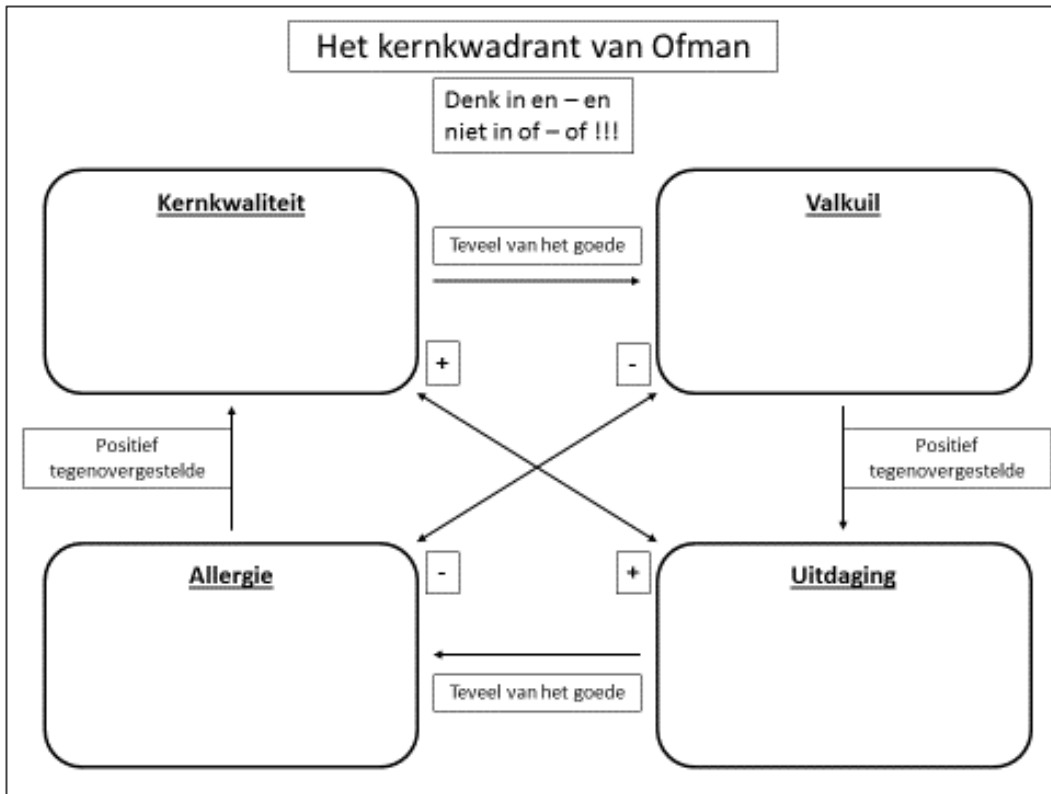 Het kernkwadrant van Ofman
Denk in en – en
niet in of – of !!!
Kernkwaliteit
Valkuil
Teveel van het goede
+
-
Positief
tegenovergestelde
Positief
tegenovergestelde
Allergie
-
+
Uitdaging
Teveel van het goede